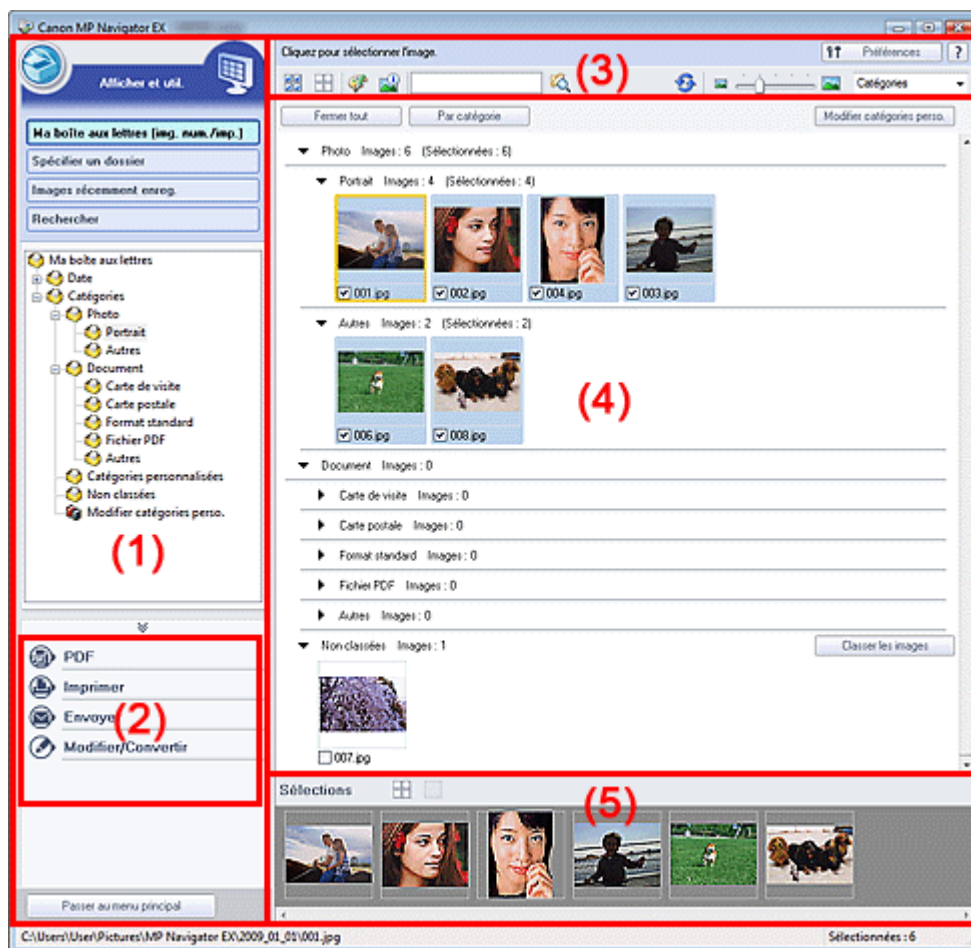 Canon MP Navigator EX
Afficher et util.
Ma boîte aux lettres (img. num./imp.)
Spécifier un dossier
Images récemment enreg.
Rechercher
Ma boîte aux lettres
Date
Catégories
Photo
Portrait
Autres
Document
Carte de visite
Carte postale
Format standard
Fichier PDF
Autres
Catégories personnalisées
Non classées
Modifier catégories perso.
(1)
PDF
Imprimer
Envoye
(2)
Modifier/Convertir
Passer au menu principal
Cliquez pour sélectionner l'image.
Préférences
?
(3)
Catégories
Fermer tout
Par catégorie
Modifier catégories perso.
Photo Images : 6 (Sélectionnées : 6)
Portrait Images : 4 (Sélectionnées : 4)
001.jpg
002.jpg
004.jpg
003.jpg
Autres Images : 2 (Sélectionnées : 2)
(4)
006.jpg
008.jpg
Document Images : 0
Carte de visite Images : 0
Carte postale Images : 0
Format standard Images : 0
Fichier PDF Images : 0
Autres Images : 0
Non classées Images : 1
Classer les images
007.jpg
Sélections
(5)
C:\Users\User\Pictures\MP Navigator EX\2009_01_01\001.jpg
Sélectionnées : 6